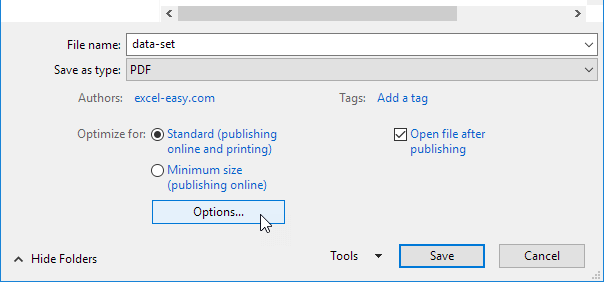 File name: data-set
Save as type: PDF
Authors: excel-easy.com Tags: Add a tag
Optimize for: Standard (publishing online and printing)
Open file after publishing
Minimum size (publishing online)
Options...
Hide Folders Tools Save Cancel